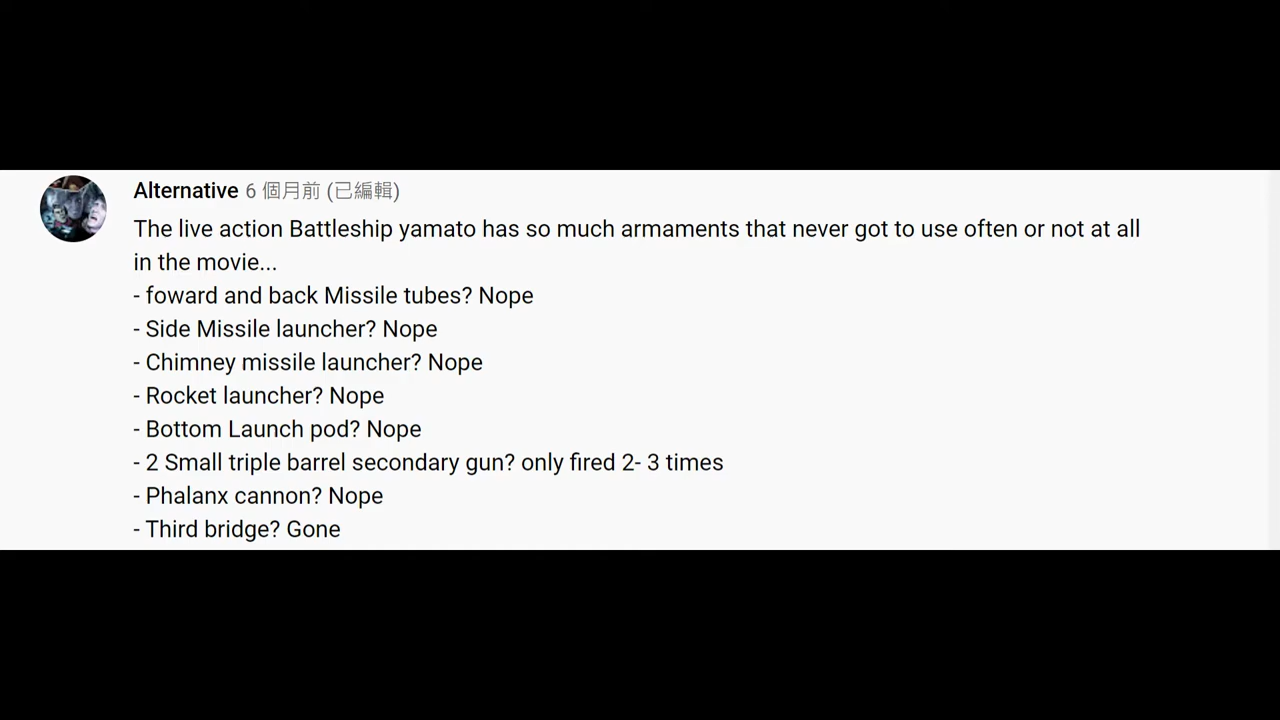 Alternative 6 個月前 (已編輯)
The live action Battleship yamato has so much armaments that never got to use often or not at all
in the movie...
- foward and back Missile tubes? Nope
- Side Missile launcher? Nope
- Chimney missile launcher? Nope
- Rocket launcher? Nope
- Bottom Launch pod? Nope
- 2 Small triple barrel secondary gun? only fired 2- 3 times
- Phalanx cannon? Nope
- Third bridge? Gone